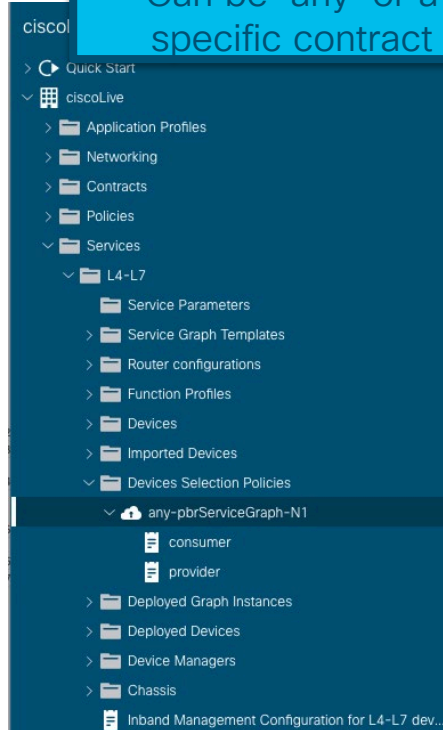 Can be "any" or a
specific contract
ciscoL
Quick Start
ciscoLive
Application Profiles
Networking
Contracts
Policies
Services
L4-L7
Service Parameters
Service Graph Templates
Router configurations
Function Profiles
Devices
Imported Devices
Devices Selection Policies
any-pbrServiceGraph-N1
consumer
provider
Deployed Graph Instances
Deployed Devices
Device Managers
Chassis
Inband Management Configuration for L4-L7 dev...